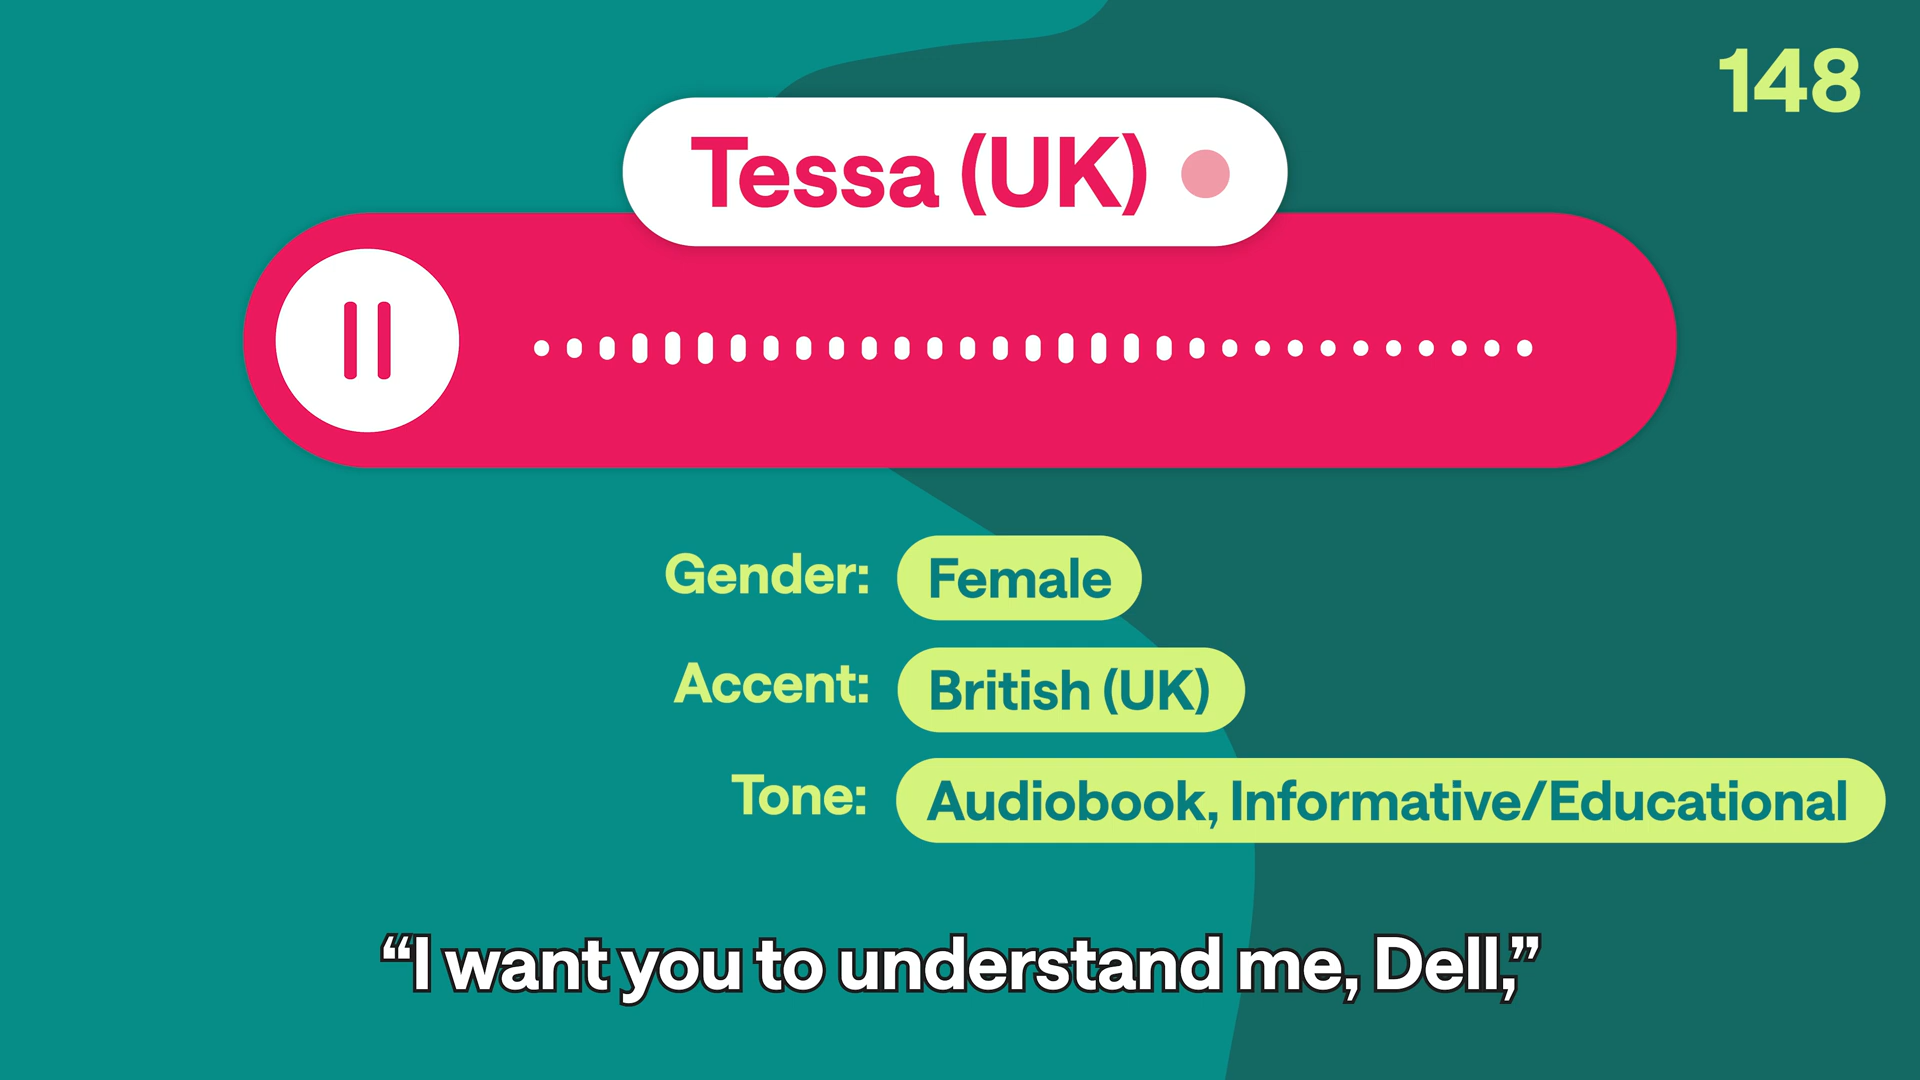 148
Tessa (UK)
Gender: Female
Accent: British (UK)
Tone: Audiobook, Informative/Educational
“I want you to understand me, Dell,”